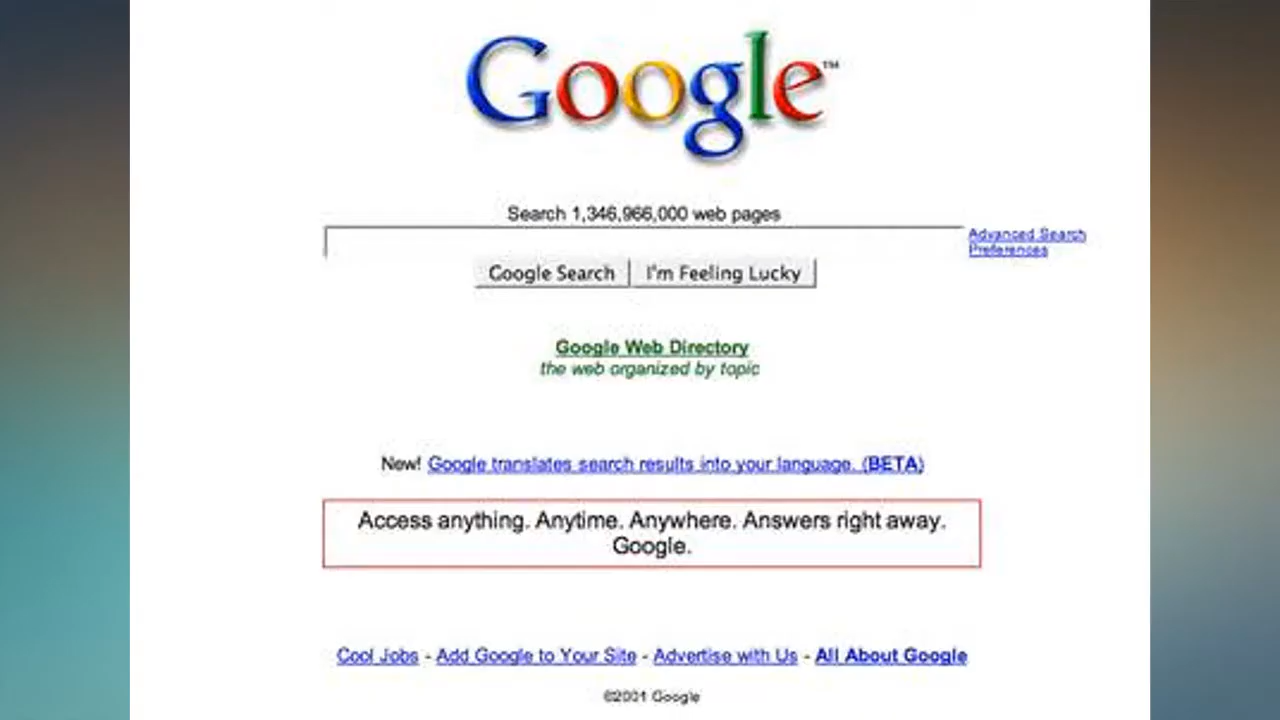 Google™
Search 1,346,966,000 web pages
Advanced Search
Preferences
Google Search
I'm Feeling Lucky
Google Web Directory
the web organized by topic
New! Google translates search results into your language. (BETA)
Access anything. Anytime. Anywhere. Answers right away.
Google.
Cool Jobs - Add Google to Your Site - Advertise with Us - All About Google
©2001 Google